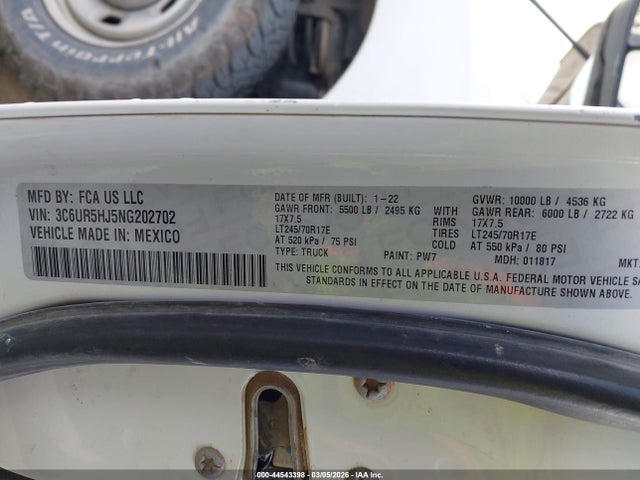 T/A
All-Terrain T/A
MFD BY: FCA US LLC
VIN: 3C6UR5HJ5NG202702
VEHICLE MADE IN: MEXICO
DATE OF MFR (BUILT): 1-22
GAWR FRONT: 5500 LB / 2495 KG WITH
17X7.5 RIMS
LT245/70R17E TIRES
AT 520 kPa / 75 PSI COLD
TYPE: TRUCK PAINT: PW7
GVWR: 10000 LB / 4536 KG
GAWR REAR: 6000 LB / 2722 KG
17X7.5
LT245/70R17E
AT 550 kPa / 80 PSI
MDH: 011817 MKT:
THIS VEHICLE CONFORMS TO ALL APPLICABLE U.S.A. FEDERAL MOTOR VEHICLE SA
STANDARDS IN EFFECT ON THE DATE OF MANUFACTURE SHOWN ABOVE.
OWNER: 000-44543398 - 03/05/2026 - IAA INC.